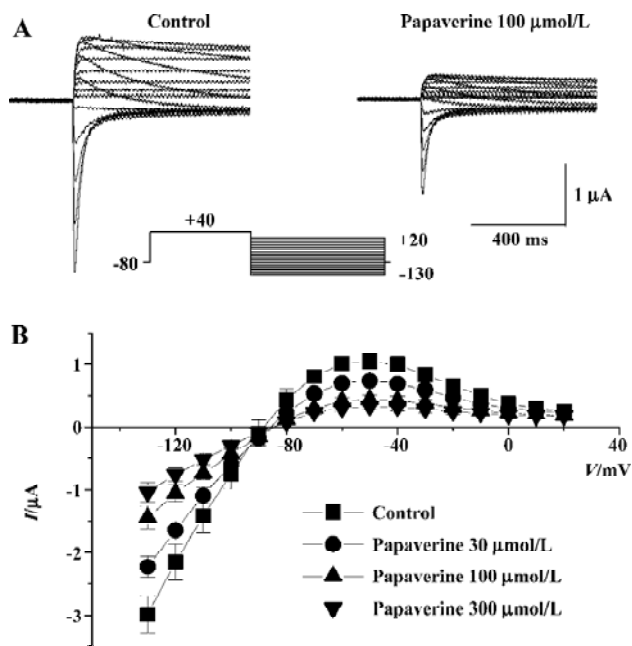 A
Control
Papaverine 100 μmol/L
1 μA
400 ms
+40
-80
+20
-130
B
1
0
-1
-2
-3
I/μA
-120
-80
-40
0
40
V/mV
Control
Papaverine 30 μmol/L
Papaverine 100 μmol/L
Papaverine 300 μmol/L